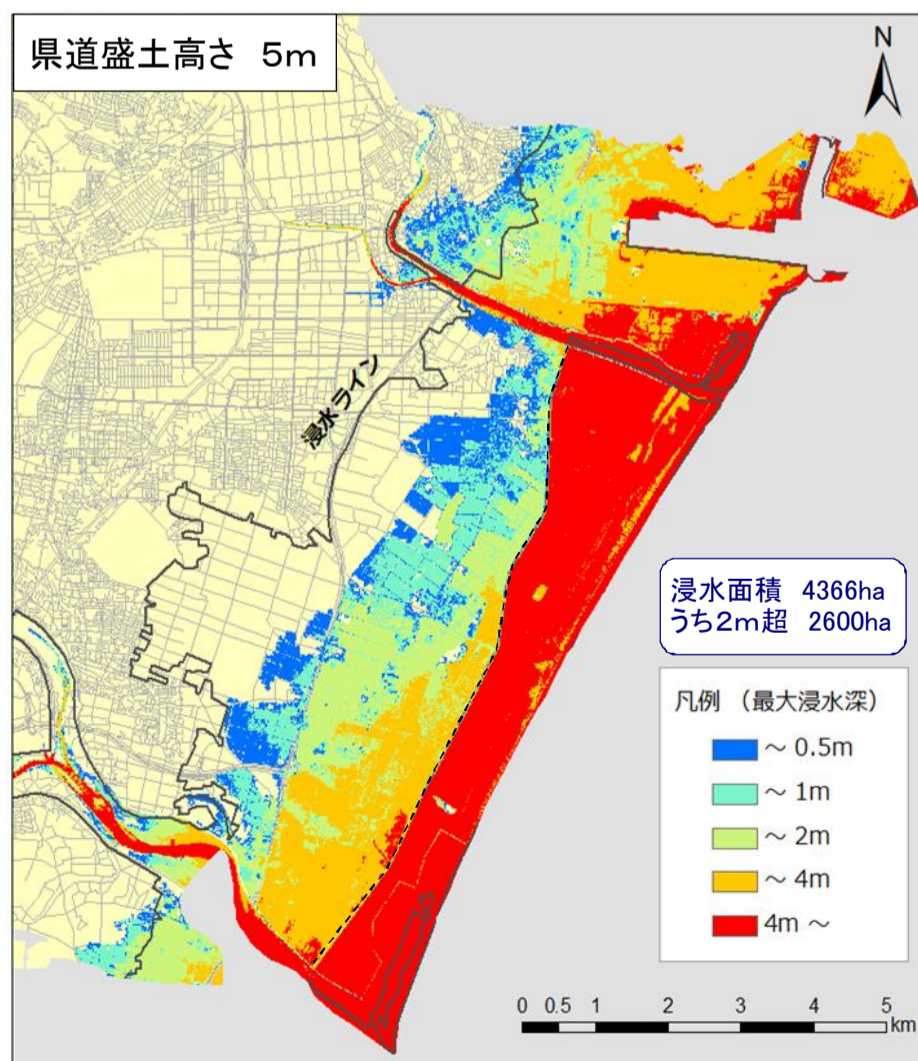 県道盛土高さ 5m
N
浸水ライン
浸水面積 4366ha
うち2m超 2600ha
凡例 (最大浸水深)
~ 0.5m
~ 1m
~ 2m
~ 4m
4m ~
0 0.5 1 2 3 4 5
km